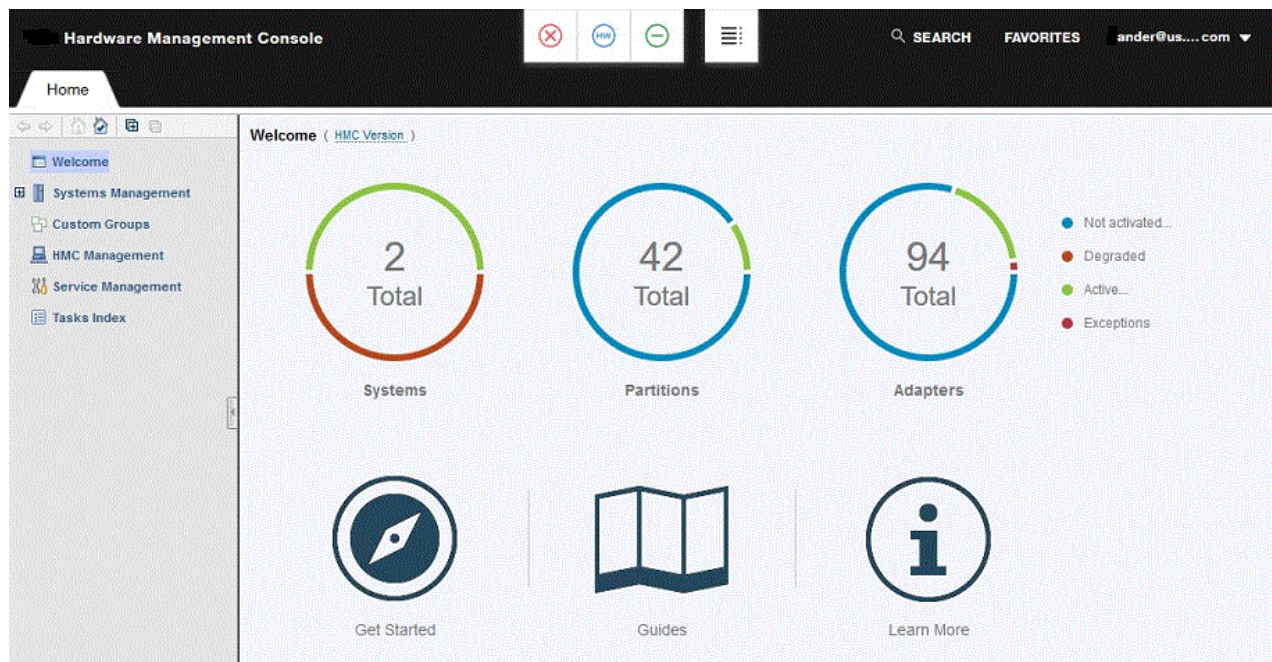 Hardware Management Console
HW
SEARCH
FAVORITES
ander@us....com
Home
Welcome ( HMC Version )
Welcome
Systems Management
Custom Groups
HMC Management
Service Management
Tasks Index
2
Total
Systems
42
Total
Partitions
94
Total
Adapters
Not activated...
Degraded
Active...
Exceptions
Get Started
Guides
Learn More